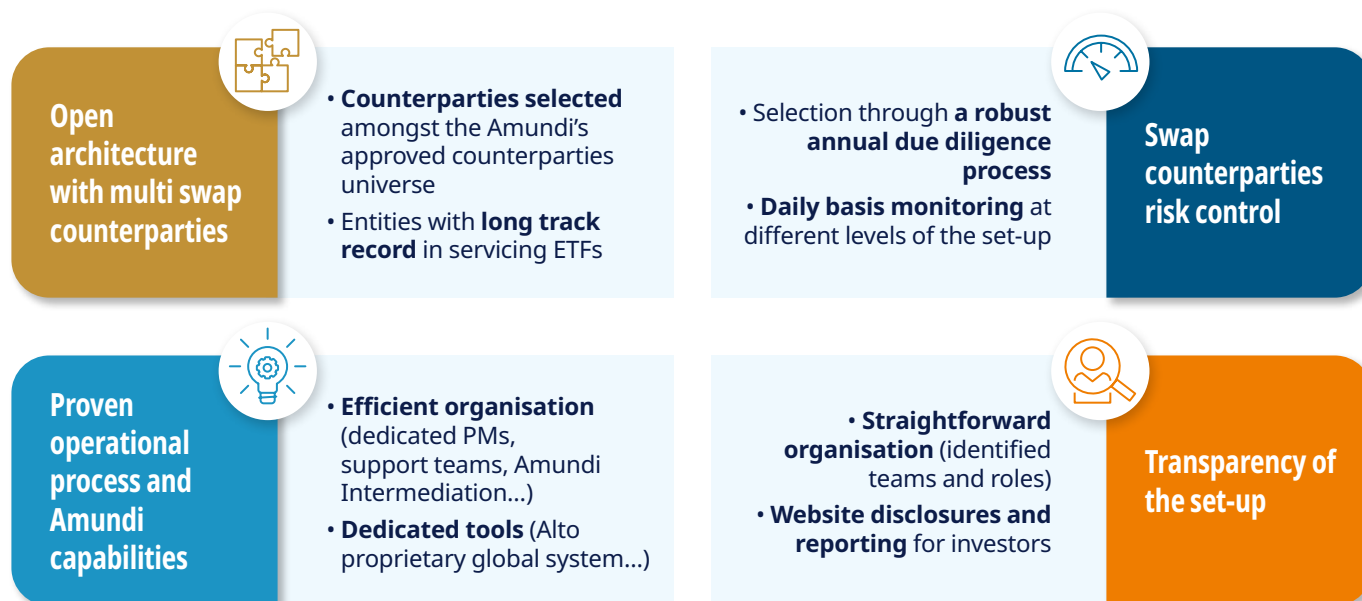 Open
architecture
with multi swap
counterparties
• Counterparties selected
amongst the Amundi's
approved counterparties
universe
• Entities with long track
record in servicing ETFs
• Selection through a robust
annual due diligence
process
• Daily basis monitoring at
different levels of the set-up
Swap
counterparties
risk control
Proven
operational
process and
Amundi
capabilities
• Efficient organisation
(dedicated PMs,
support teams, Amundi
Intermediation...)
• Dedicated tools (Alto
proprietary global system...)
• Straightforward
organisation (identified
teams and roles)
• Website disclosures and
reporting for investors
Transparency of
the set-up